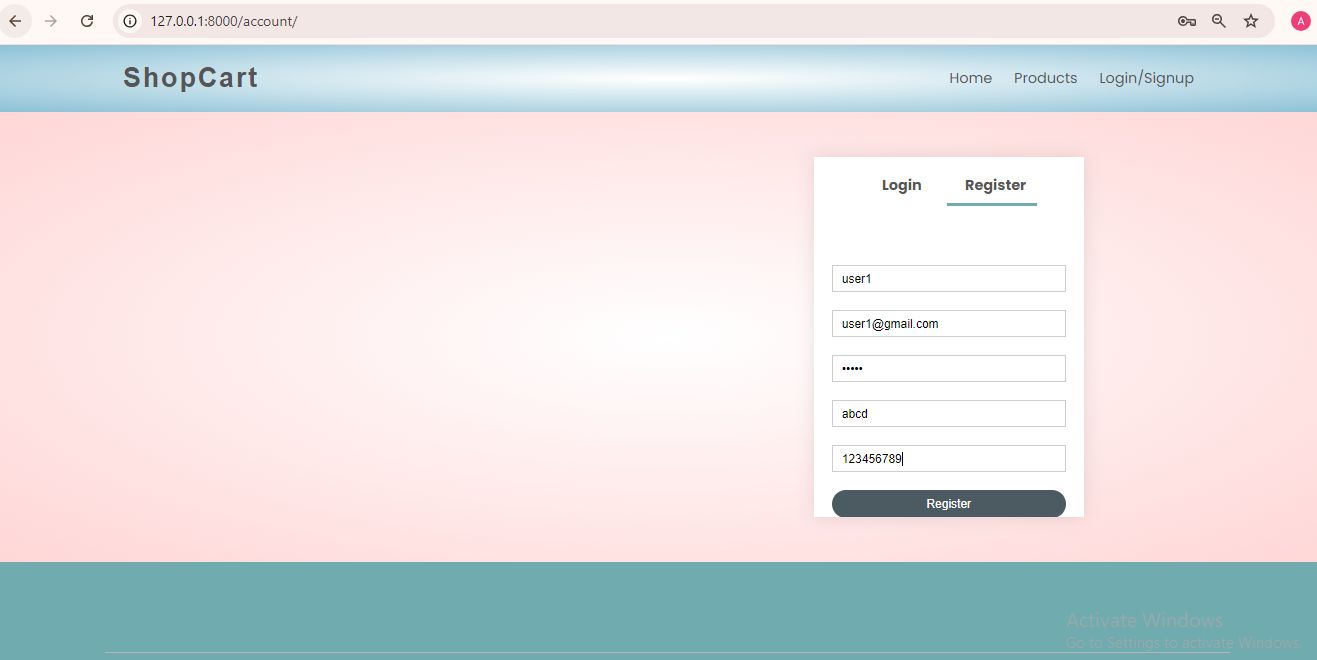 127.0.0.1:8000/account/
A
ShopCart
Home Products Login/Signup
Login Register
user1
user1@gmail.com
•••••
abcd
123456789
Register
Activate Windows
Go to Settings to activate Windows.